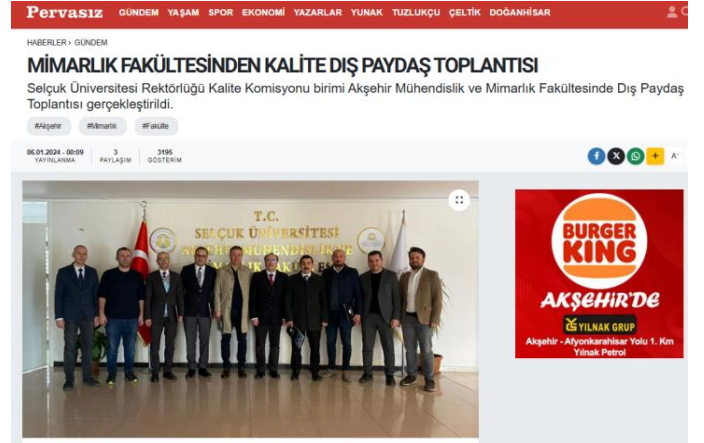 Pervasız
GÜNDEM YAŞAM SPOR EKONOMİ YAZARLAR YUNAK TUZLUKÇU ÇELTİK DOĞANHİSAR
HABERLER › GÜNDEM
MİMARLIK FAKÜLTESİNDEN KALİTE DIŞ PAYDAŞ TOPLANTISI
Selçuk Üniversitesi Rektörlüğü Kalite Komisyonu birimi Akşehir Mühendislik ve Mimarlık Fakültesinde Dış Paydaş
Toplantısı gerçekleştirildi.
#Akşehir #Mimarlık #Fakülte
06.01.2024 - 00:09 3 3195
YAYINLANMA PAYLAŞIM GÖSTERİM
A-
T.C.
SELÇUK ÜNİVERSİTESİ
BURGER
KING
AKŞEHİR'DE
YILNAK GRUP
Akşehir - Afyonkarahisar Yolu 1. Km
Yılnak Petrol